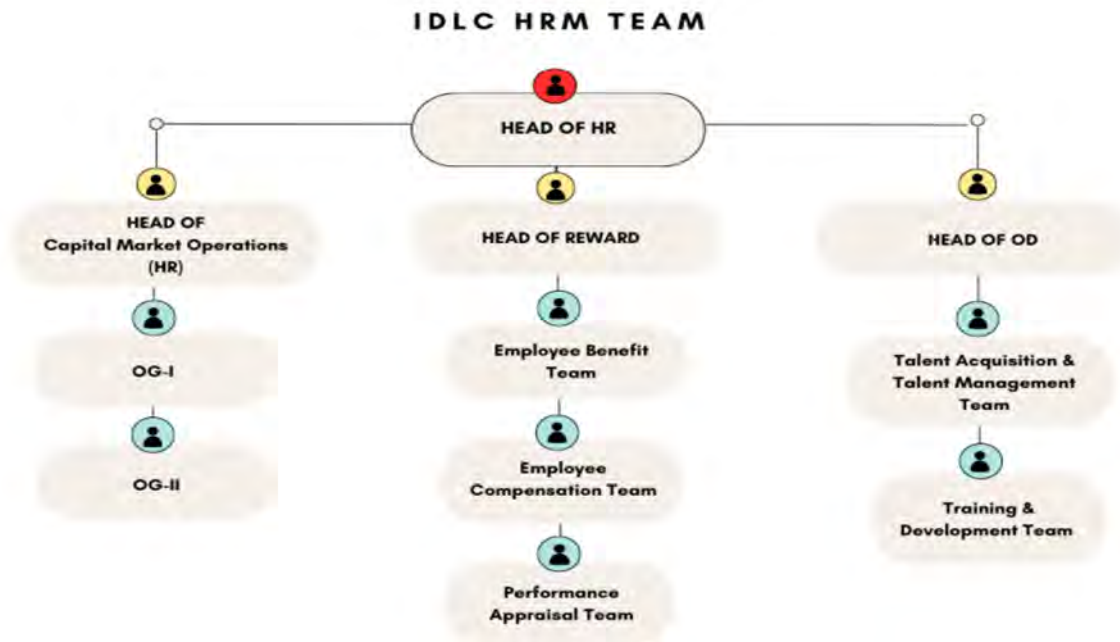 IDLC HRM TEAM
HEAD OF HR
HEAD OF
Capital Market Operations
(HR)
OG-I
OG-II
HEAD OF REWARD
Employee Benefit
Team
Employee
Compensation Team
Performance
Appraisal Team
HEAD OF OD
Talent Acquisition &
Talent Management
Team
Training &
Development Team